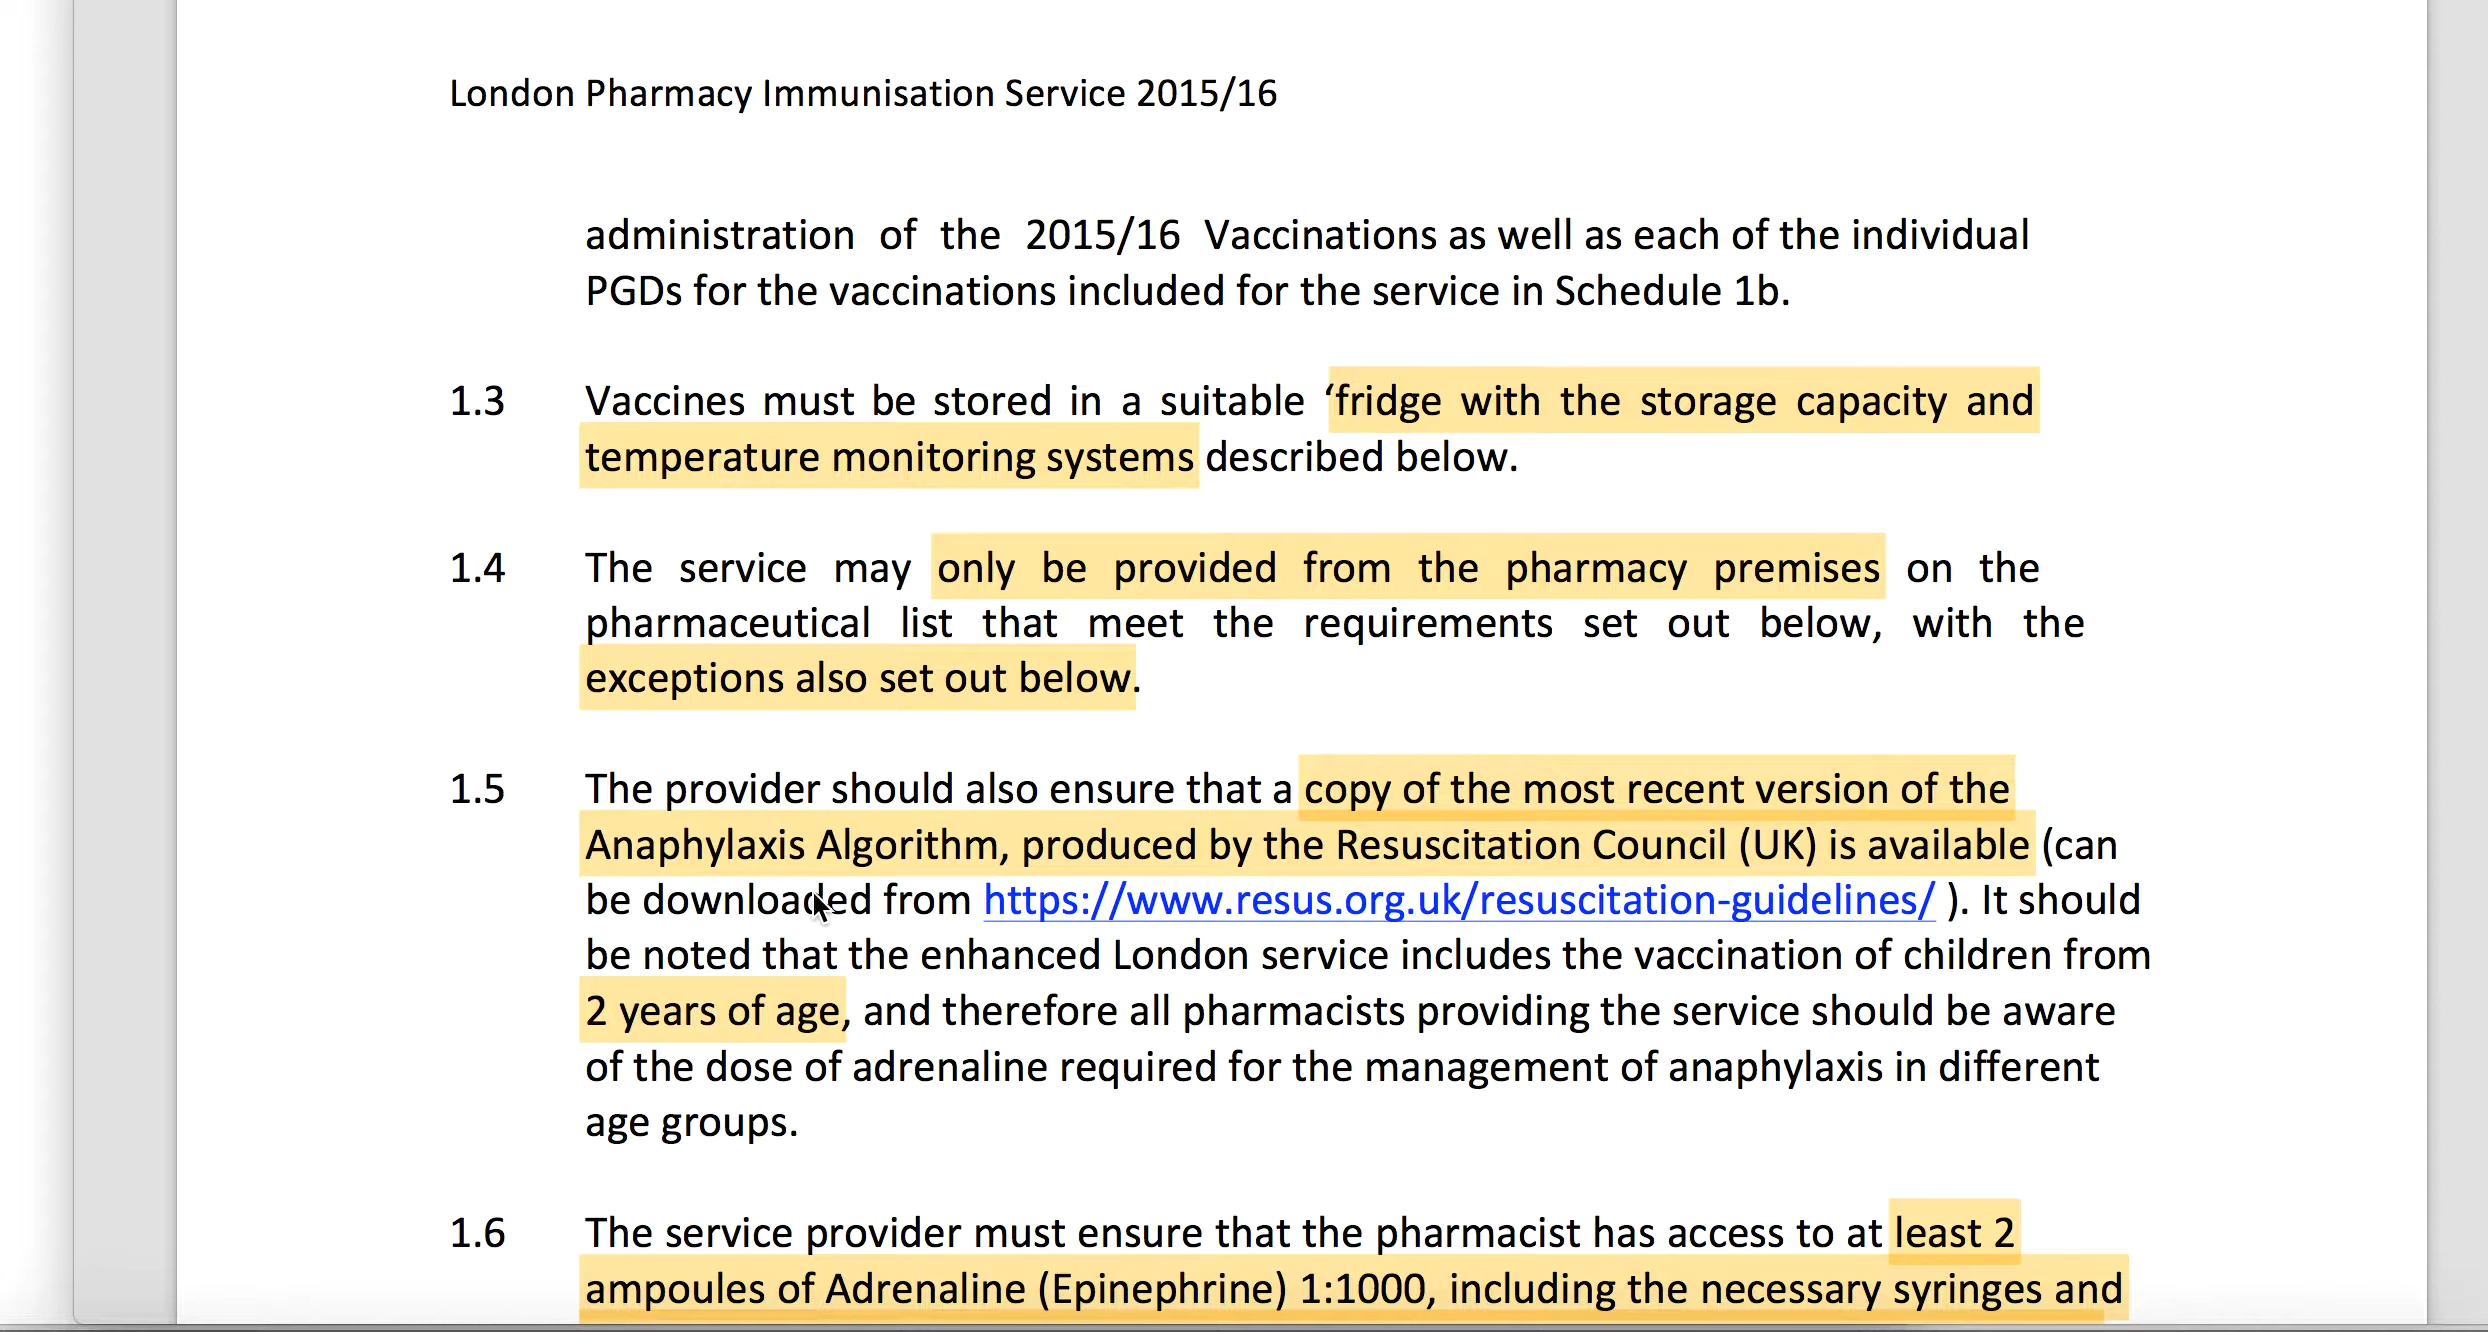 London Pharmacy Immunisation Service 2015/16
administration of the 2015/16 Vaccinations as well as each of the individual
PGDs for the vaccinations included for the service in Schedule 1b.
1.3 Vaccines must be stored in a suitable ‘fridge with the storage capacity and
temperature monitoring systems described below.
1.4 The service may only be provided from the pharmacy premises on the
pharmaceutical list that meet the requirements set out below, with the
exceptions also set out below.
1.5 The provider should also ensure that a copy of the most recent version of the
Anaphylaxis Algorithm, produced by the Resuscitation Council (UK) is available (can
be downloaded from https://www.resus.org.uk/resuscitation-guidelines/ ). It should
be noted that the enhanced London service includes the vaccination of children from
2 years of age, and therefore all pharmacists providing the service should be aware
of the dose of adrenaline required for the management of anaphylaxis in different
age groups.
1.6 The service provider must ensure that the pharmacist has access to at least 2
ampoules of Adrenaline (Epinephrine) 1:1000, including the necessary syringes and